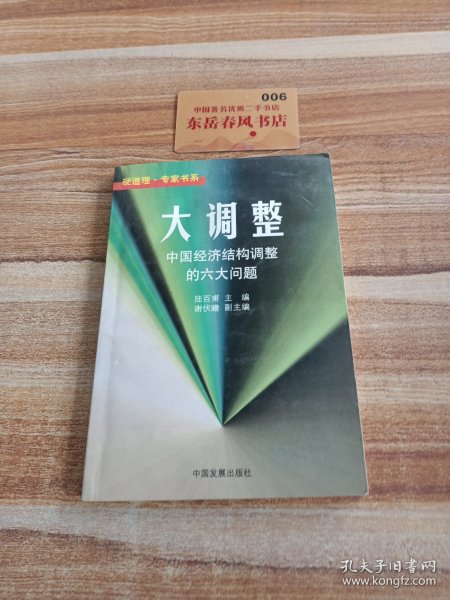 006
中国著名优质二手书店
东岳春风书店
硬道理·专家书系
大调整
中国经济结构调整
的六大问题
陆百甫 主编
谢伏瞻 副主编
中国发展出版社
孔夫子旧书网
www.kongfz.com